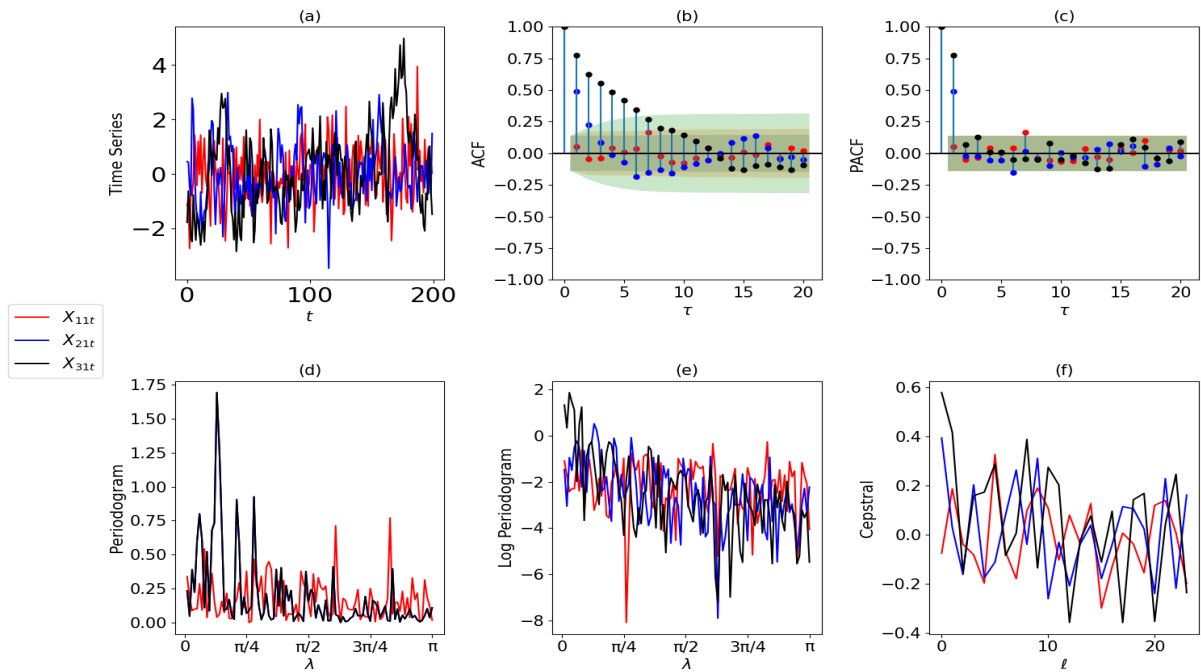 (a)
(b)
(c)
Time Series
4
2
0
−2
0
100
200
t
ACF
1.00
0.75
0.50
0.25
0.00
−0.25
−0.50
−0.75
−1.00
0
5
10
15
20
τ
PACF
1.00
0.75
0.50
0.25
0.00
−0.25
−0.50
−0.75
−1.00
0
5
10
15
20
τ
X₁₁ₜ
X₂₁ₜ
X₃₁ₜ
(d)
(e)
(f)
Periodogram
1.75
1.50
1.25
1.00
0.75
0.50
0.25
0.00
0
π/4
π/2
3π/4
π
λ
Log Periodogram
2
0
−2
−4
−6
−8
0
π/4
π/2
3π/4
π
λ
Cepstral
0.6
0.4
0.2
0.0
−0.2
−0.4
0
10
20
ℓ